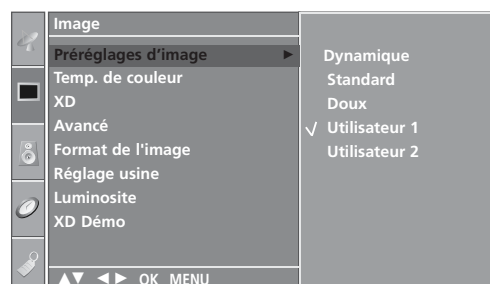 Image
Préréglages d’image
Temp. de couleur
XD
Avancé
Format de l'image
Réglage usine
Luminosite
XD Démo
OK MENU
Dynamique
Standard
Doux
Utilisateur 1
Utilisateur 2